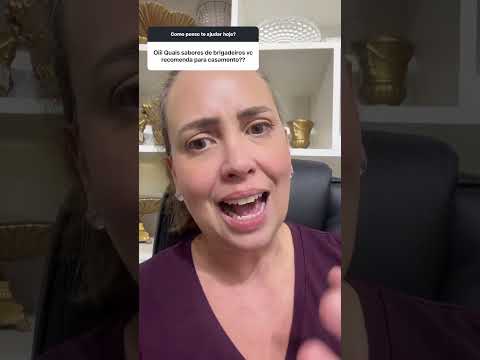 Como posso te ajudar hoje?
Oii! Quais sabores de brigadeiros vc
recomenda para casamento??